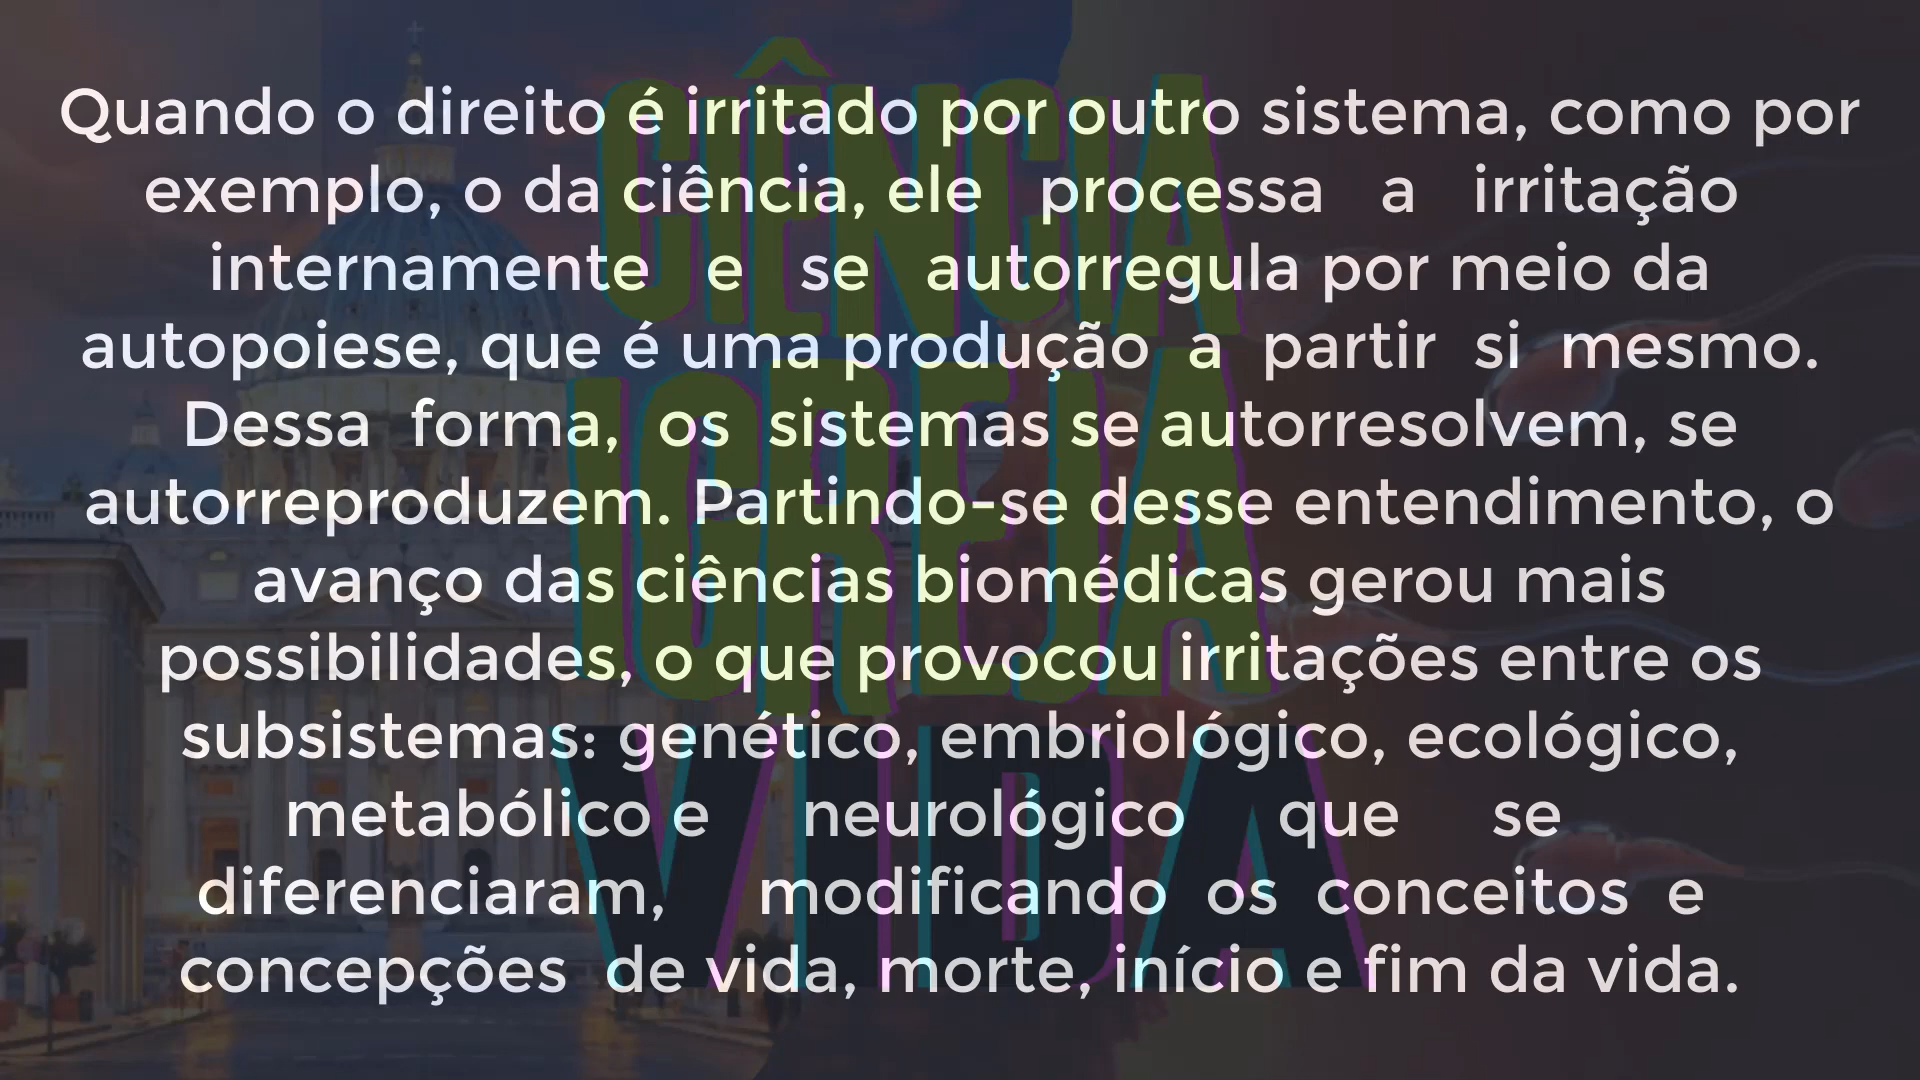 Quando o direito é irritado por outro sistema, como por
exemplo, o da ciência, ele processa a irritação
internamente e se autorregula por meio da
autopoiese, que é uma produção a partir si mesmo.
Dessa forma, os sistemas se autorresolvem, se
autorreproduzem. Partindo-se desse entendimento, o
avanço das ciências biomédicas gerou mais
possibilidades, o que provocou irritações entre os
subsistemas: genético, embriológico, ecológico,
metabólico e neurológico que se
diferenciaram, modificando os conceitos e
concepções de vida, morte, início e fim da vida.
CIÊNCIA
IGREJA
VIDA